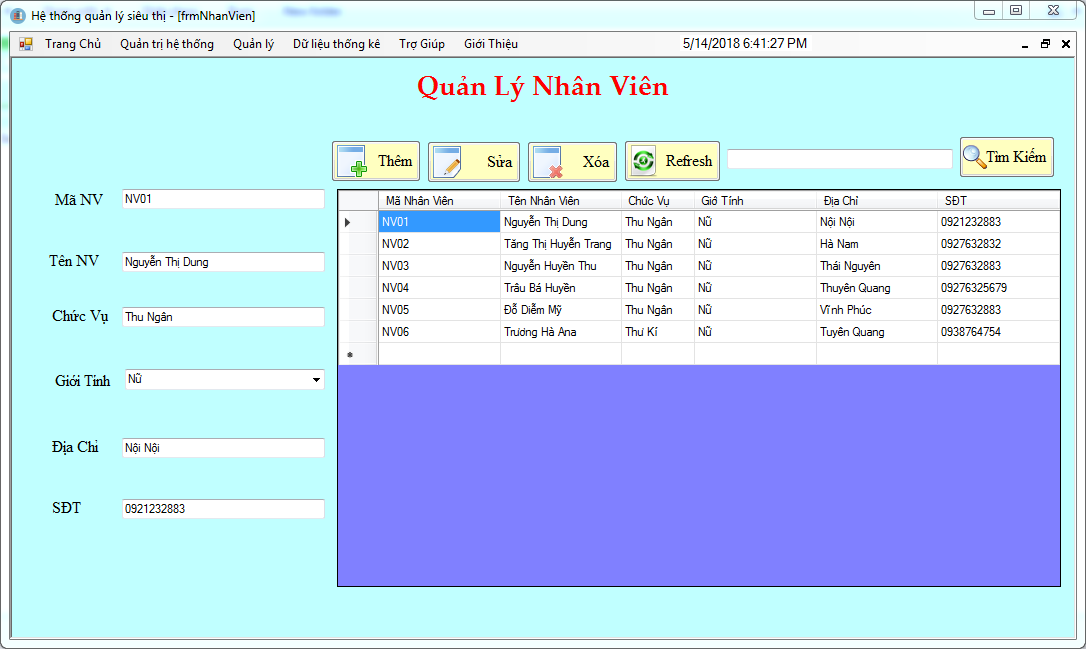 Hệ thống quản lý siêu thị - [frmNhanVien]
Trang Chủ Quản trị hệ thống Quản lý Dữ liệu thống kê Trợ Giúp Giới Thiệu 5/14/2018 6:41:27 PM
Quản Lý Nhân Viên
Thêm Sửa Xóa Refresh Tìm Kiếm
Mã NV NV01
Tên NV Nguyễn Thị Dung
Chức Vụ Thu Ngân
Giới Tính Nữ
Địa Chỉ Nội Nội
SĐT 0921232883
Mã Nhân Viên Tên Nhân Viên Chức Vụ Giớ Tính Địa Chỉ SĐT
NV01 Nguyễn Thị Dung Thu Ngân Nữ Nội Nội 0921232883
NV02 Tăng Thị Huyễn Trang Thu Ngân Nữ Hà Nam 0927632832
NV03 Nguyễn Huyền Thu Thu Ngân Nữ Thái Nguyên 0927632883
NV04 Trâu Bá Huyền Thu Ngân Nữ Thuyên Quang 09276325679
NV05 Đỗ Diễm Mỹ Thu Ngân Nữ Vĩnh Phúc 0927632883
NV06 Trương Hà Ana Thư Kí Nữ Tuyên Quang 0938764754